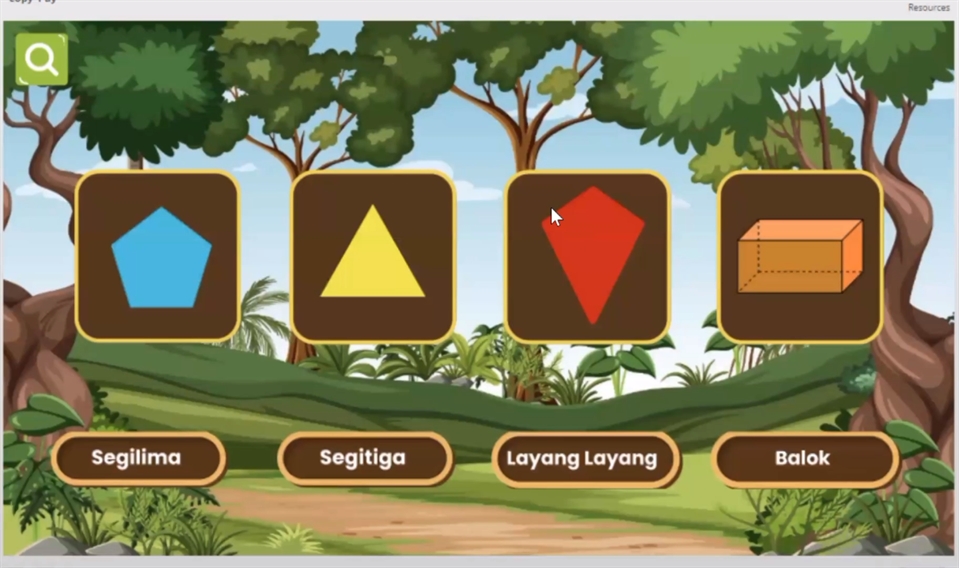 Resources
Segilima
Segitiga
Layang Layang
Balok